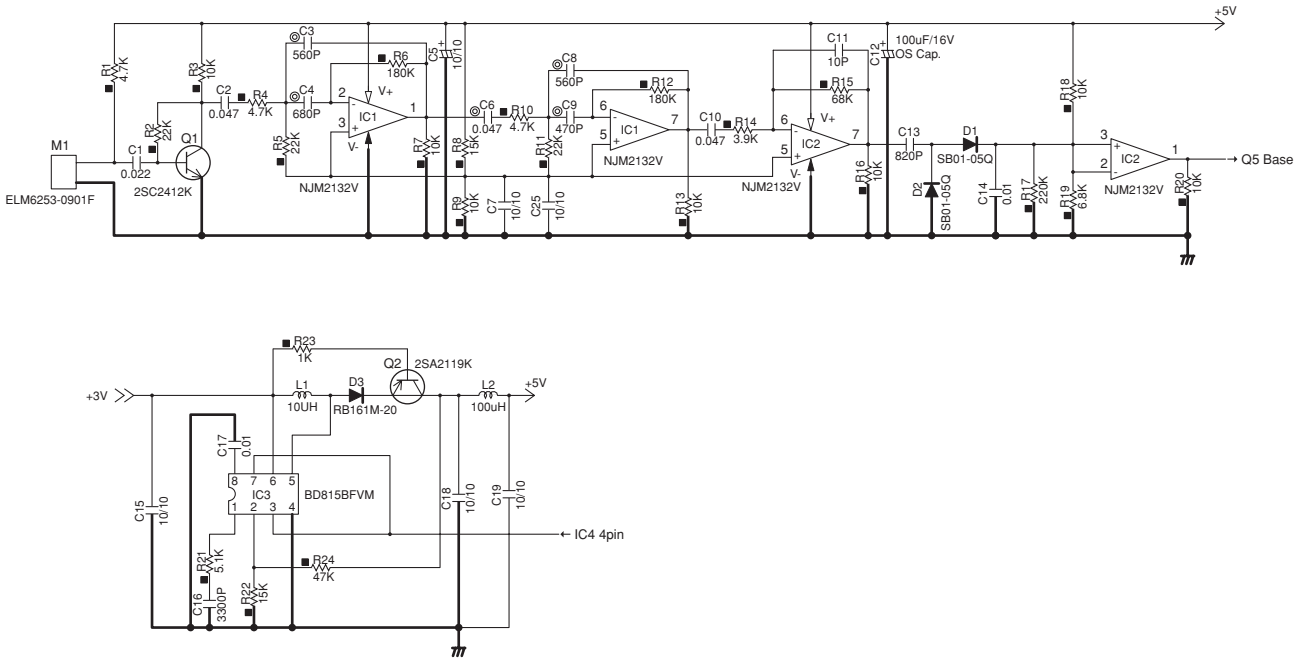 +5V
C3
560P
R6
180K
C5
10/10
C8
560P
R12
180K
C11
10P
R15
68K
C12
100uF/16V
OS Cap.
R1
4.7K
R3
10K
C2
0.047
R4
4.7K
C4
680P
2
-
3
+
V+
IC1
V-
1
NJM2132V
C6
0.047
R10
4.7K
C9
470P
6
-
5
+
IC1
7
NJM2132V
C10
0.047
R14
3.9K
6
-
5
+
V+
IC2
V-
7
NJM2132V
C13
820P
D1
SB01-05Q
R18
10K
3
+
2
-
IC2
1
NJM2132V
→ Q5 Base
M1
ELM6253-0901F
C1
0.022
R2
22K
Q1
2SC2412K
R5
22K
R7
10K
R8
15K
R9
10K
C7
10/10
R11
22K
C25
10/10
R13
10K
R16
10K
D2
SB01-05Q
C14
0.01
R17
220K
R19
6.8K
R20
10K
R23
1K
Q2
2SA2119K
+3V
L1
10UH
D3
RB161M-20
L2
100uH
+5V
C17
0.01
8 7 6 5
IC3
BD815BFVM
1 2 3 4
C15
10/10
C18
10/10
C19
10/10
← IC4 4pin
R21
5.1K
C16
3300P
R22
15K
R24
47K